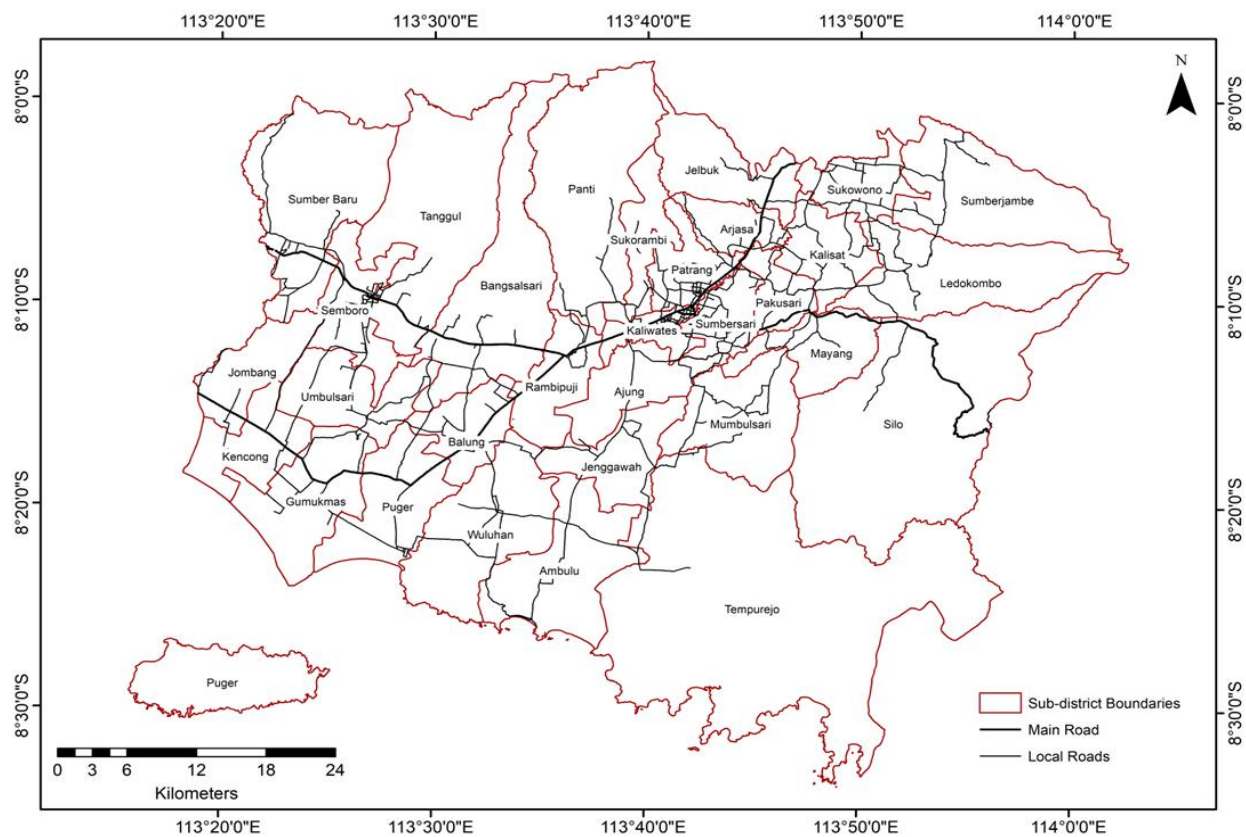 113°20'0"E 113°30'0"E 113°40'0"E 113°50'0"E 114°0'0"E
N
8°0'0"S 8°0'0"S
Jelbuk
Panti
Sukowono
Sumber Baru
Sumberjambe
Tanggul
Arjasa
Sukorambi
Kalisat
Patrang
Ledokombo
Bangsalsari
8°10'0"S 8°10'0"S
Pakusari
Semboro
Sumbersari
Kaliwates
Mayang
Jombang
Rambipuji
Ajung
Umbulsari
Mumbulsari
Silo
Balung
Kencong
Jenggawah
Gumukmas
Puger
8°20'0"S 8°20'0"S
Wuluhan
Ambulu
Tempurejo
Puger
8°30'0"S 8°30'0"S
Sub-district Boundaries
Main Road
Local Roads
0 3 6 12 18 24
Kilometers
113°20'0"E 113°30'0"E 113°40'0"E 113°50'0"E 114°0'0"E